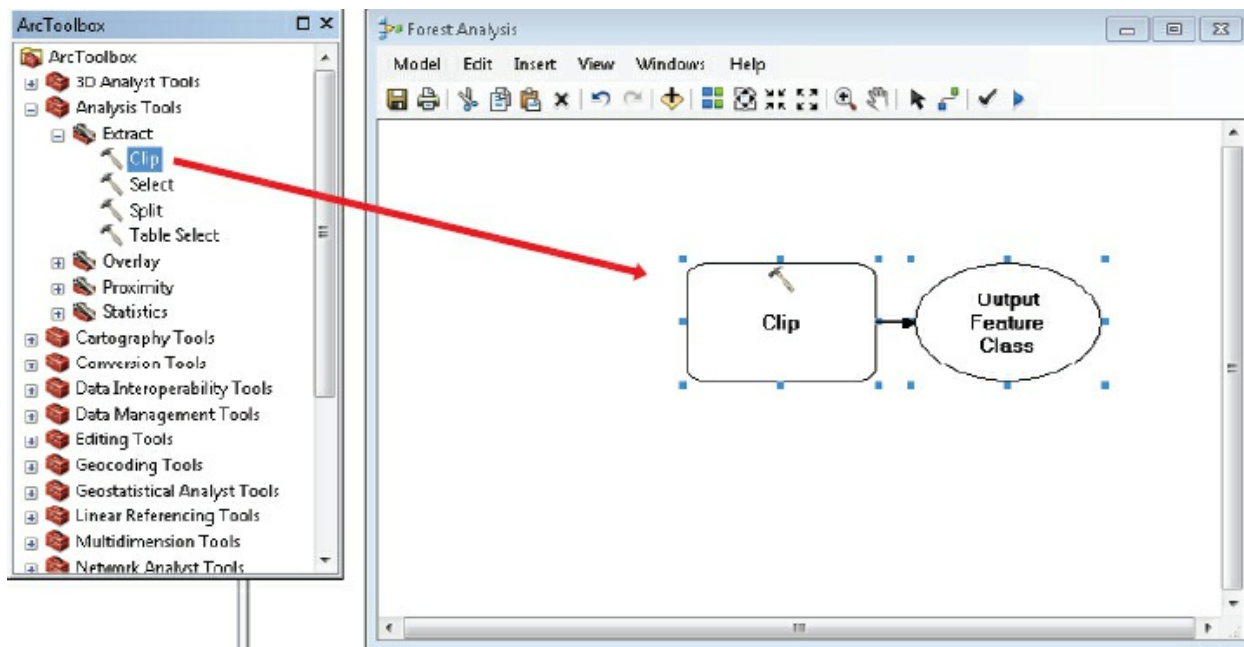 ArcToolbox
ArcToolbox
3D Analyst Tools
Analysis Tools
Extract
Clip
Select
Split
Table Select
Overlay
Proximity
Statistics
Cartography Tools
Conversion Tools
Data Interoperability Tools
Data Management Tools
Editing Tools
Geocoding Tools
Geostatistical Analyst Tools
Linear Referencing Tools
Multidimension Tools
Network Analyst Tools
Forest Analysis
Model Edit Insert View Windows Help
Clip
Output
Feature
Class